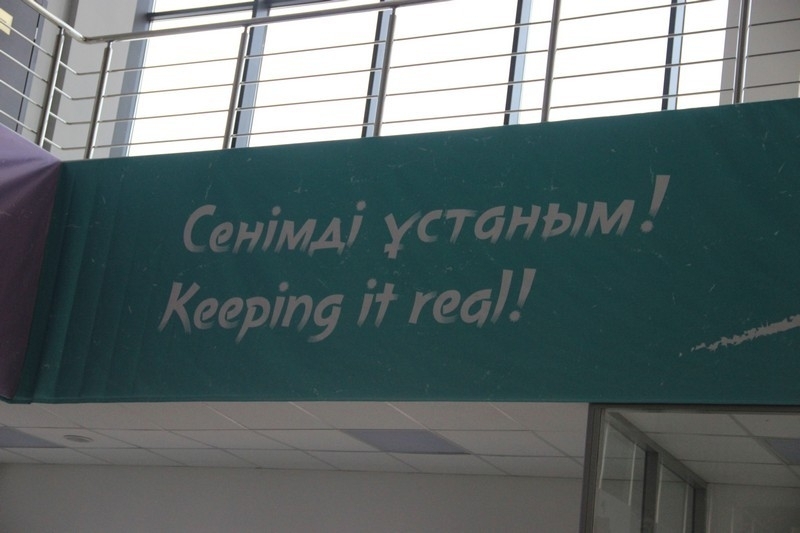 Сенімді ұстаным!
Keeping it real!